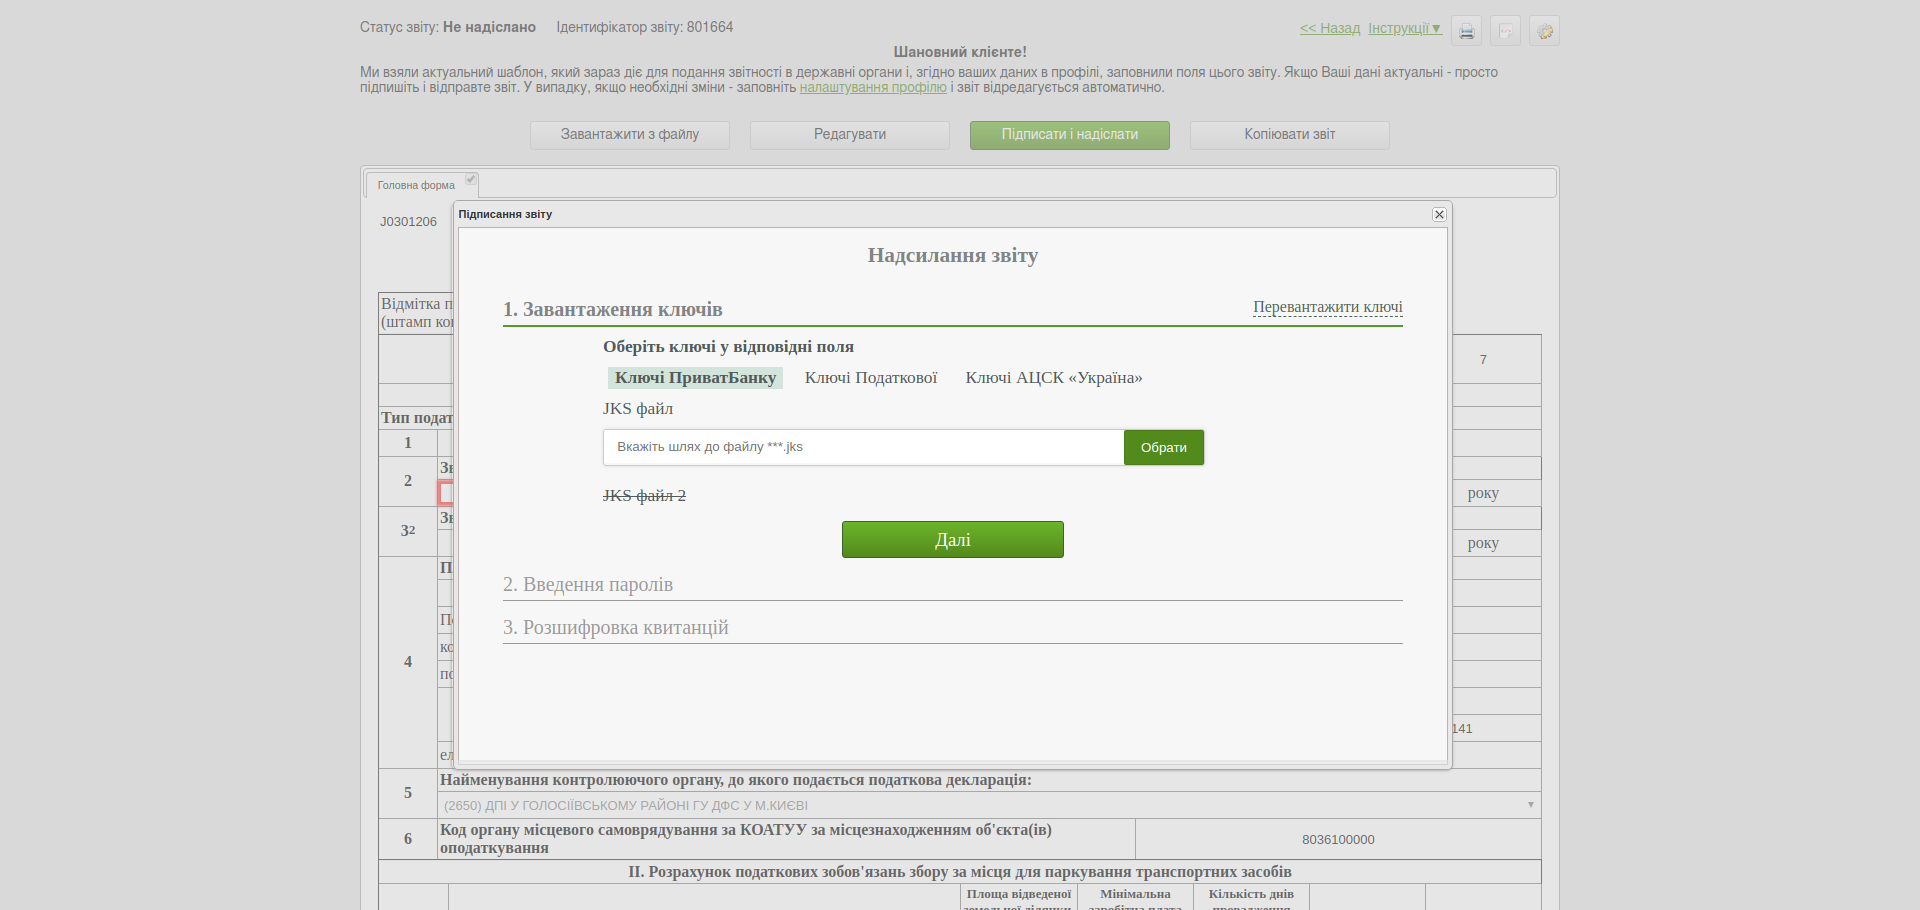 Статус звіту: Не надіслано Ідентифікатор звіту: 801664
<< Назад Інструкції▼
Шановний клієнте!
Ми взяли актуальний шаблон, який зараз діє для подання звітності в державні органи і, згідно ваших даних в профілі, заповнили поля цього звіту. Якщо Ваші дані актуальні - просто
підпишіть і відправте звіт. У випадку, якщо необхідні зміни - заповніть налаштування профілю і звіт відредагується автоматично.
Завантажити з файлу Редагувати Підписати і надіслати Копіювати звіт
Головна форма
J0301206
Підписання звіту
Надсилання звіту
1. Завантаження ключів Перевантажити ключі
Оберіть ключі у відповідні поля
Ключі ПриватБанку Ключі Податкової Ключі АЦСК «Україна»
JKS файл
Вкажіть шлях до файлу ***.jks Обрати
JKS файл 2
Далі
2. Введення паролів
3. Розшифровка квитанцій
Відмітка
(штамп
7
Тип подат
1
2
року
3²
року
4
141
5 Найменування контролюючого органу, до якого подається податкова декларація:
(2650) ДПІ У ГОЛОСІЇВСЬКОМУ РАЙОНІ ГУ ДФС У М.КИЄВІ ▼
6 Код органу місцевого самоврядування за КОАТУУ за місцезнаходженням об'єкта(ів)
оподаткування
8036100000
ІІ. Розрахунок податкових зобов'язань збору за місця для паркування транспортних засобів
Площа відведеної Мінімальна Кількість днів
земельної ділянки заробітна плата провадження